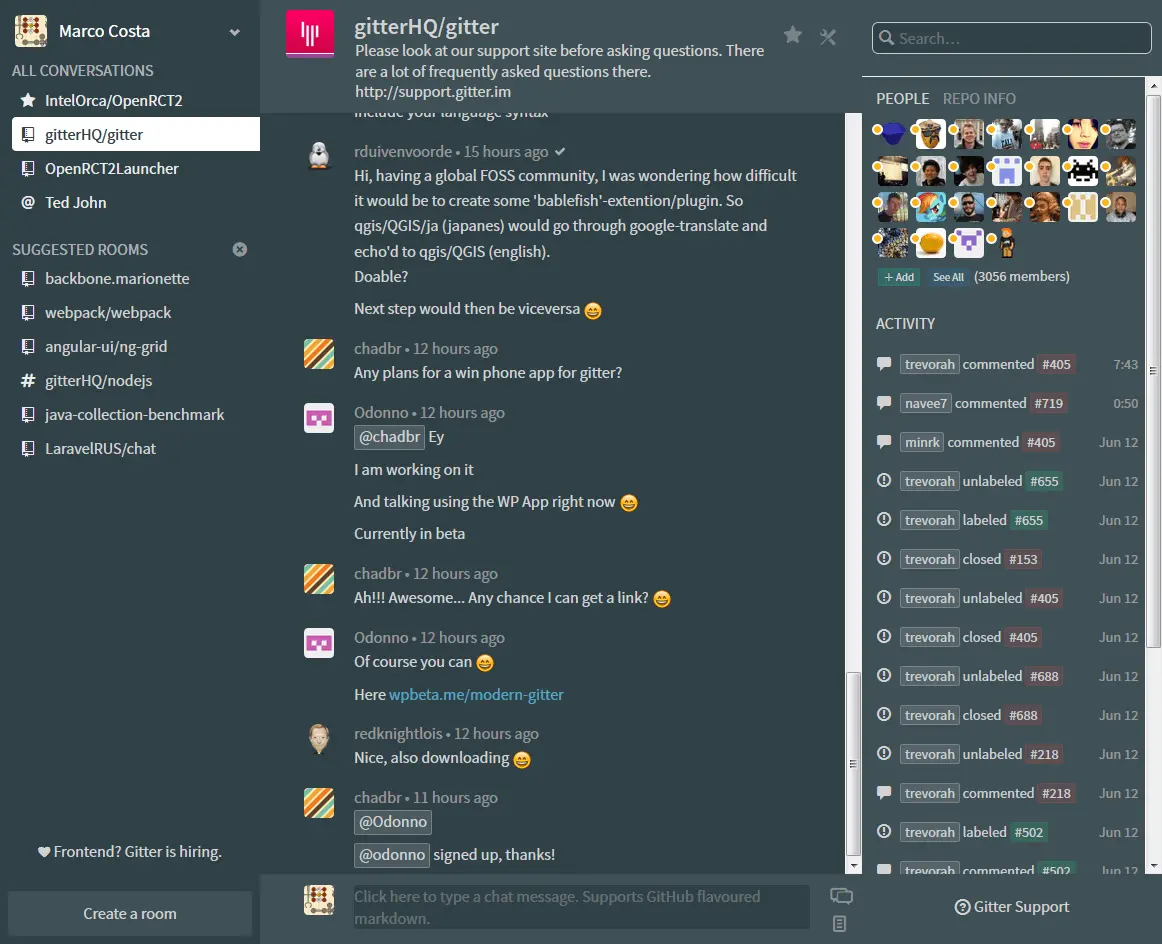 Marco Costa
ALL CONVERSATIONS
IntelOrca/OpenRCT2
gitterHQ/gitter
OpenRCT2Launcher
@ Ted John
SUGGESTED ROOMS
backbone.marionette
webpack/webpack
angular-ui/ng-grid
# gitterHQ/nodejs
java-collection-benchmark
LaravelRUS/chat
Frontend? Gitter is hiring.
Create a room
gitterHQ/gitter
Please look at our support site before asking questions. There
are a lot of frequently asked questions there.
http://support.gitter.im
include your language syntax
rduivenvoorde • 15 hours ago
Hi, having a global FOSS community, I was wondering how difficult
it would be to create some 'bablefish'-extention/plugin. So
qgis/QGIS/ja (japanes) would go through google-translate and
echo'd to qgis/QGIS (english).
Doable?
Next step would then be viceversa
chadbr • 12 hours ago
Any plans for a win phone app for gitter?
Odonno • 12 hours ago
@chadbr Ey
I am working on it
And talking using the WP App right now
Currently in beta
chadbr • 12 hours ago
Ah!!! Awesome... Any chance I can get a link?
Odonno • 12 hours ago
Of course you can
Here wpbeta.me/modern-gitter
redknightlois • 12 hours ago
Nice, also downloading
chadbr • 11 hours ago
@Odonno
@odonno signed up, thanks!
Click here to type a chat message. Supports GitHub flavoured
markdown.
Search...
PEOPLE REPO INFO
+ Add See All (3056 members)
ACTIVITY
trevorah commented #405 7:43
navee7 commented #719 0:50
minrk commented #405 Jun 12
trevorah unlabeled #655 Jun 12
trevorah labeled #655 Jun 12
trevorah closed #153 Jun 12
trevorah unlabeled #405 Jun 12
trevorah closed #405 Jun 12
trevorah unlabeled #688 Jun 12
trevorah closed #688 Jun 12
trevorah unlabeled #218 Jun 12
trevorah commented #218 Jun 12
trevorah labeled #502 Jun 12
trevorah commented #502 Jun 12
Gitter Support